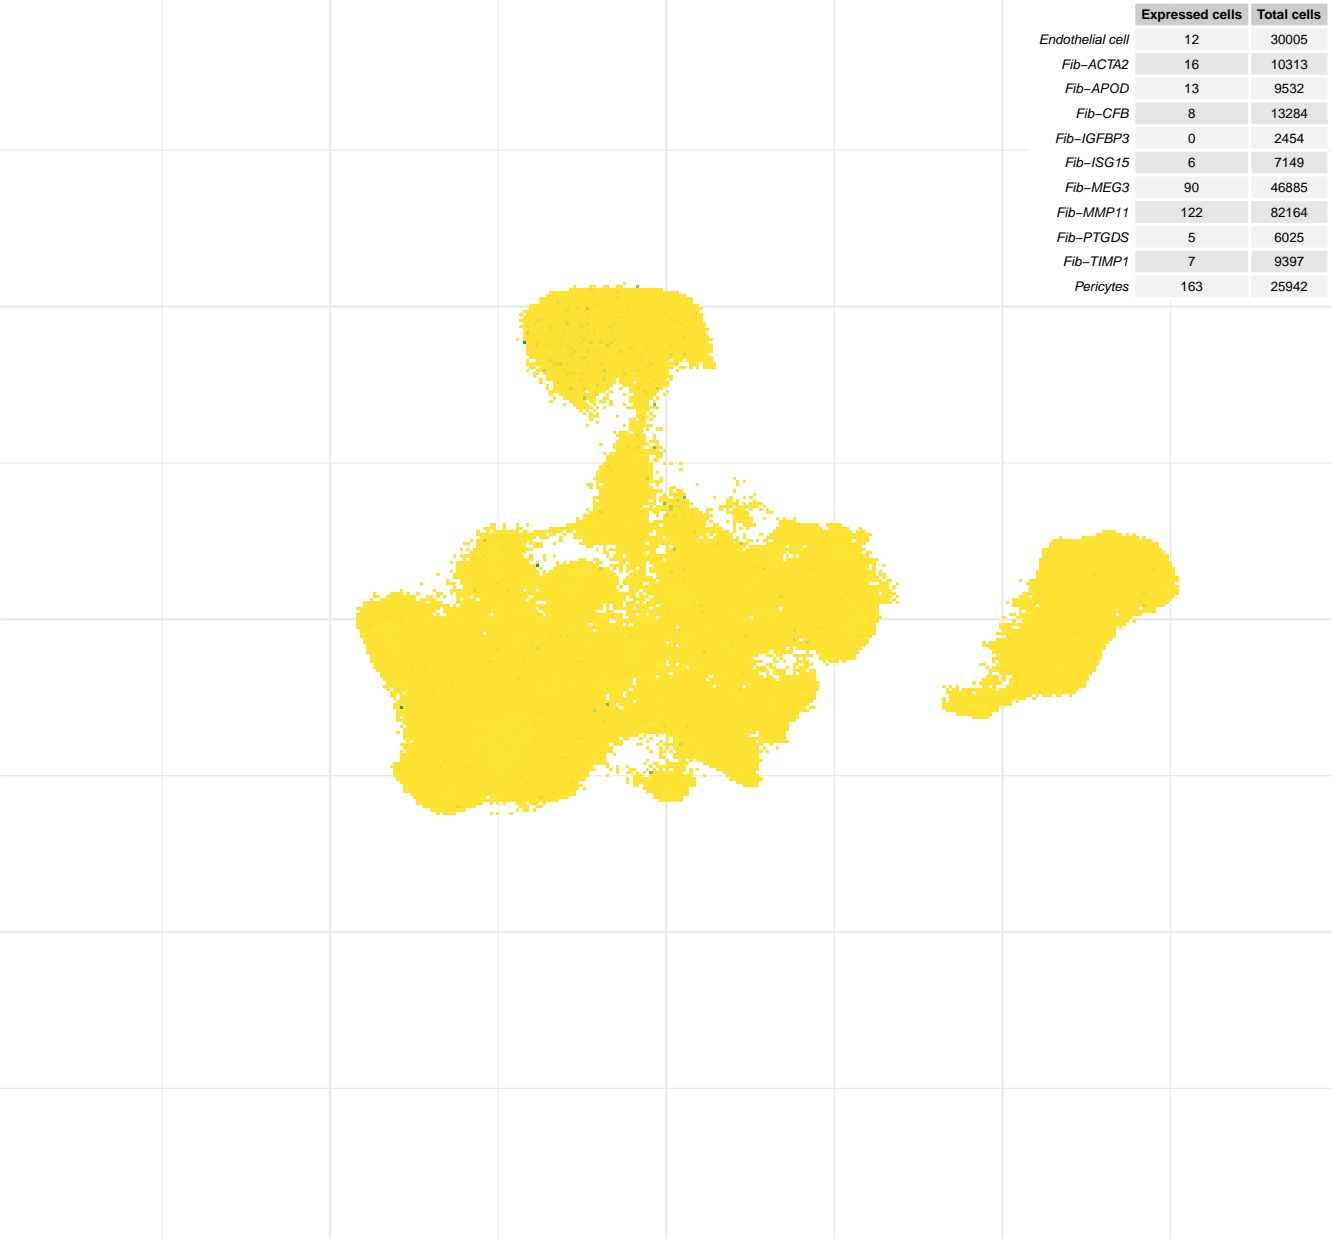 Expressed cells Total cells
Endothelial cell 12 30005
Fib−ACTA2 16 10313
Fib−APOD 13 9532
Fib−CFB 8 13284
Fib−IGFBP3 0 2454
Fib−ISG15 6 7149
Fib−MEG3 90 46885
Fib−MMP11 122 82164
Fib−PTGDS 5 6025
Fib−TIMP1 7 9397
Pericytes 163 25942